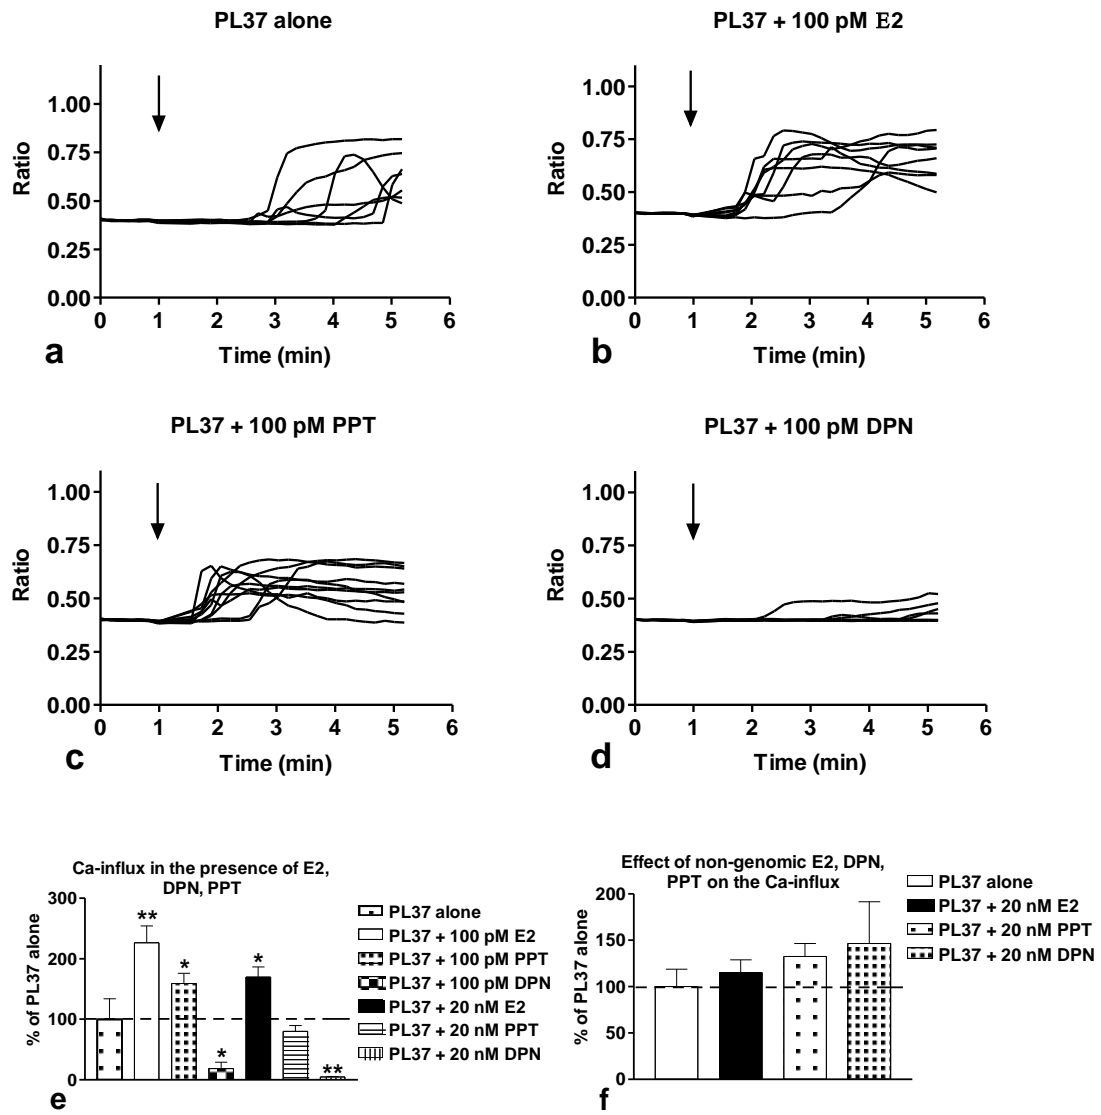 PL37 alone
Ratio
1.00
0.75
0.50
0.25
0.00
0 1 2 3 4 5 6
Time (min)
a
PL37 + 100 pM E2
Ratio
1.00
0.75
0.50
0.25
0.00
0 1 2 3 4 5 6
Time (min)
b
PL37 + 100 pM PPT
Ratio
1.00
0.75
0.50
0.25
0.00
0 1 2 3 4 5 6
Time (min)
c
PL37 + 100 pM DPN
Ratio
1.00
0.75
0.50
0.25
0.00
0 1 2 3 4 5 6
Time (min)
d
Ca-influx in the presence of E2,
DPN, PPT
% of PL37 alone
300
200
100
0
**
*
*
*
**
PL37 alone
PL37 + 100 pM E2
PL37 + 100 pM PPT
PL37 + 100 pM DPN
PL37 + 20 nM E2
PL37 + 20 nM PPT
PL37 + 20 nM DPN
e
Effect of non-genomic E2, DPN,
PPT on the Ca-influx
% of PL37 alone
200
150
100
50
0
PL37 alone
PL37 + 20 nM E2
PL37 + 20 nM PPT
PL37 + 20 nM DPN
f